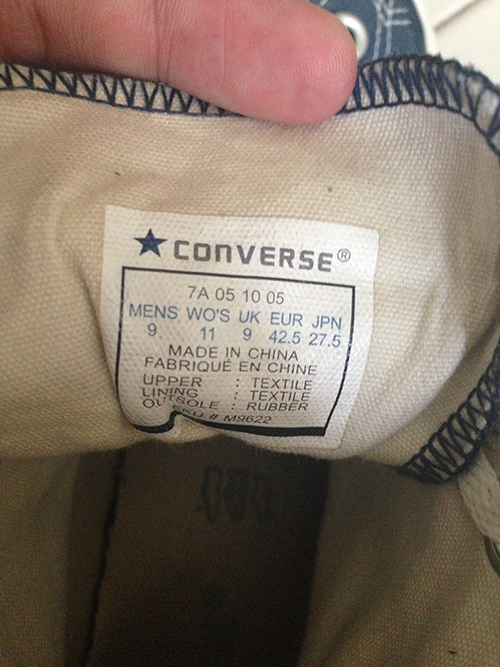 CONVERSE®
7A 05 10 05
MENS WO'S UK EUR JPN
9 11 9 42.5 27.5
MADE IN CHINA
FABRIQUÉ EN CHINE
UPPER : TEXTILE
LINING : TEXTILE
OUTSOLE : RUBBER
# M9622